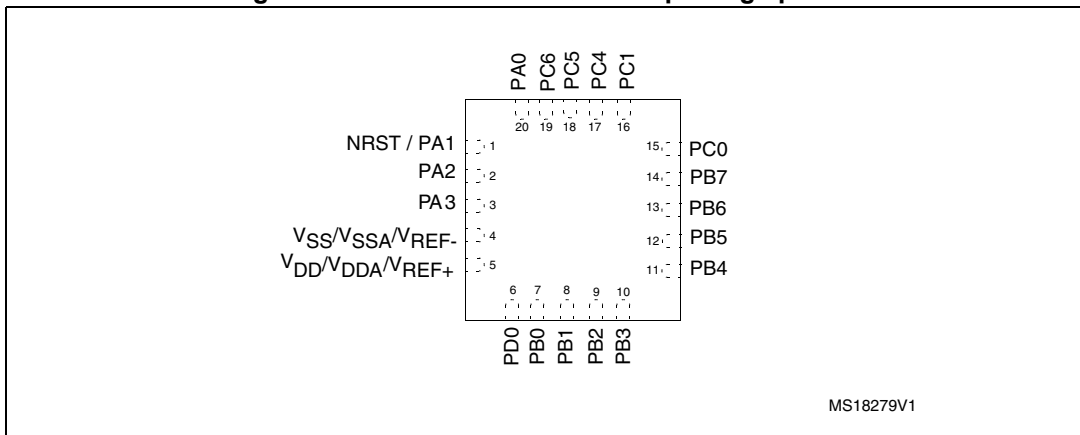 PA0 PC6 PC5 PC4 PC1
20 19 18 17 16
NRST / PA1 1
PA2 2
PA3 3
VSS/VSSA/VREF- 4
VDD/VDDA/VREF+ 5
15 PC0
14 PB7
13 PB6
12 PB5
11 PB4
6 7 8 9 10
PD0 PB0 PB1 PB2 PB3
MS18279V1